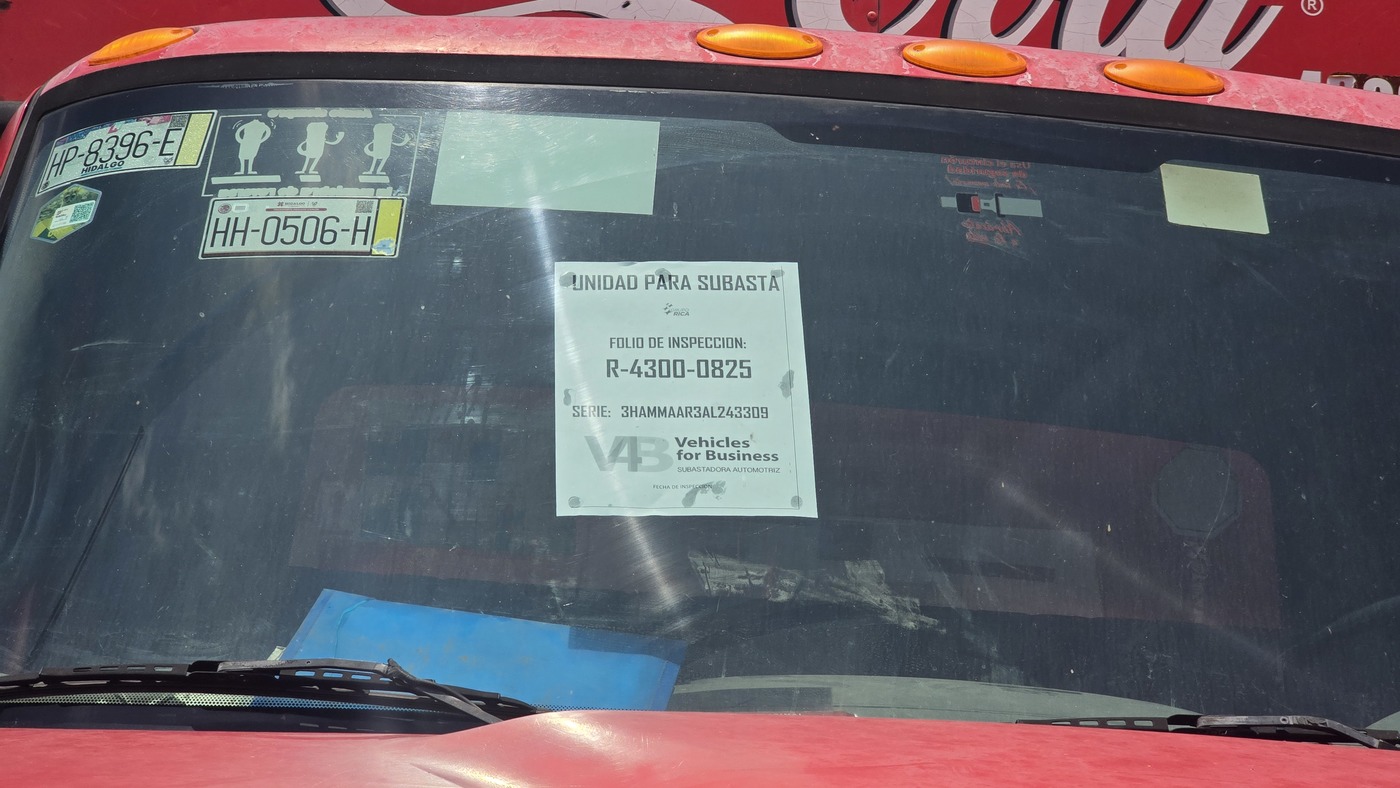 ®
HP-8396-E
HIDALGO
HH-0506-H
UNIDAD PARA SUBASTA
RICA
FOLIO DE INSPECCION:
R-4300-0825
SERIE: 3HAMMAAR3AL243309
V4B Vehicles
for Business
SUBASTADORA AUTOMOTRIZ
FECHA DE INSPECCION